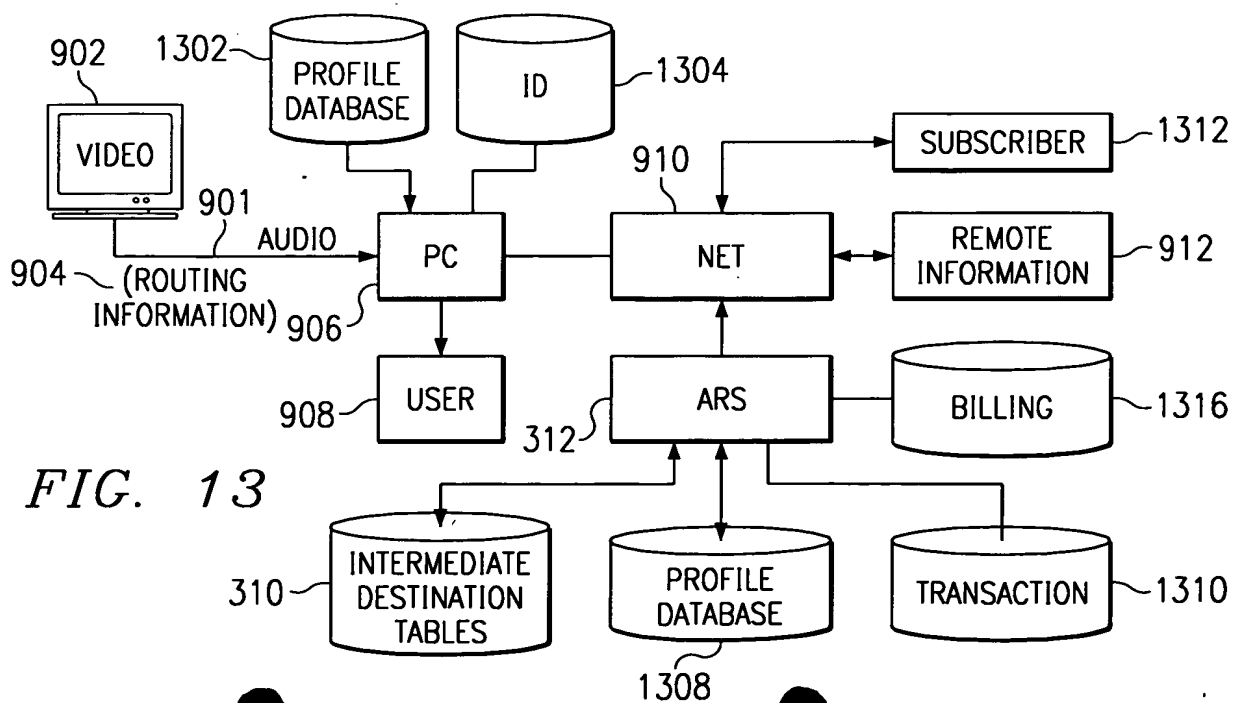 902
1302
PROFILE
DATABASE
ID
1304
VIDEO
910
SUBSCRIBER
1312
901
AUDIO
904
(ROUTING
INFORMATION)
PC
906
NET
REMOTE
INFORMATION
912
USER
908
ARS
312
BILLING
1316
FIG. 13
INTERMEDIATE
DESTINATION
TABLES
310
PROFILE
DATABASE
1308
TRANSACTION
1310